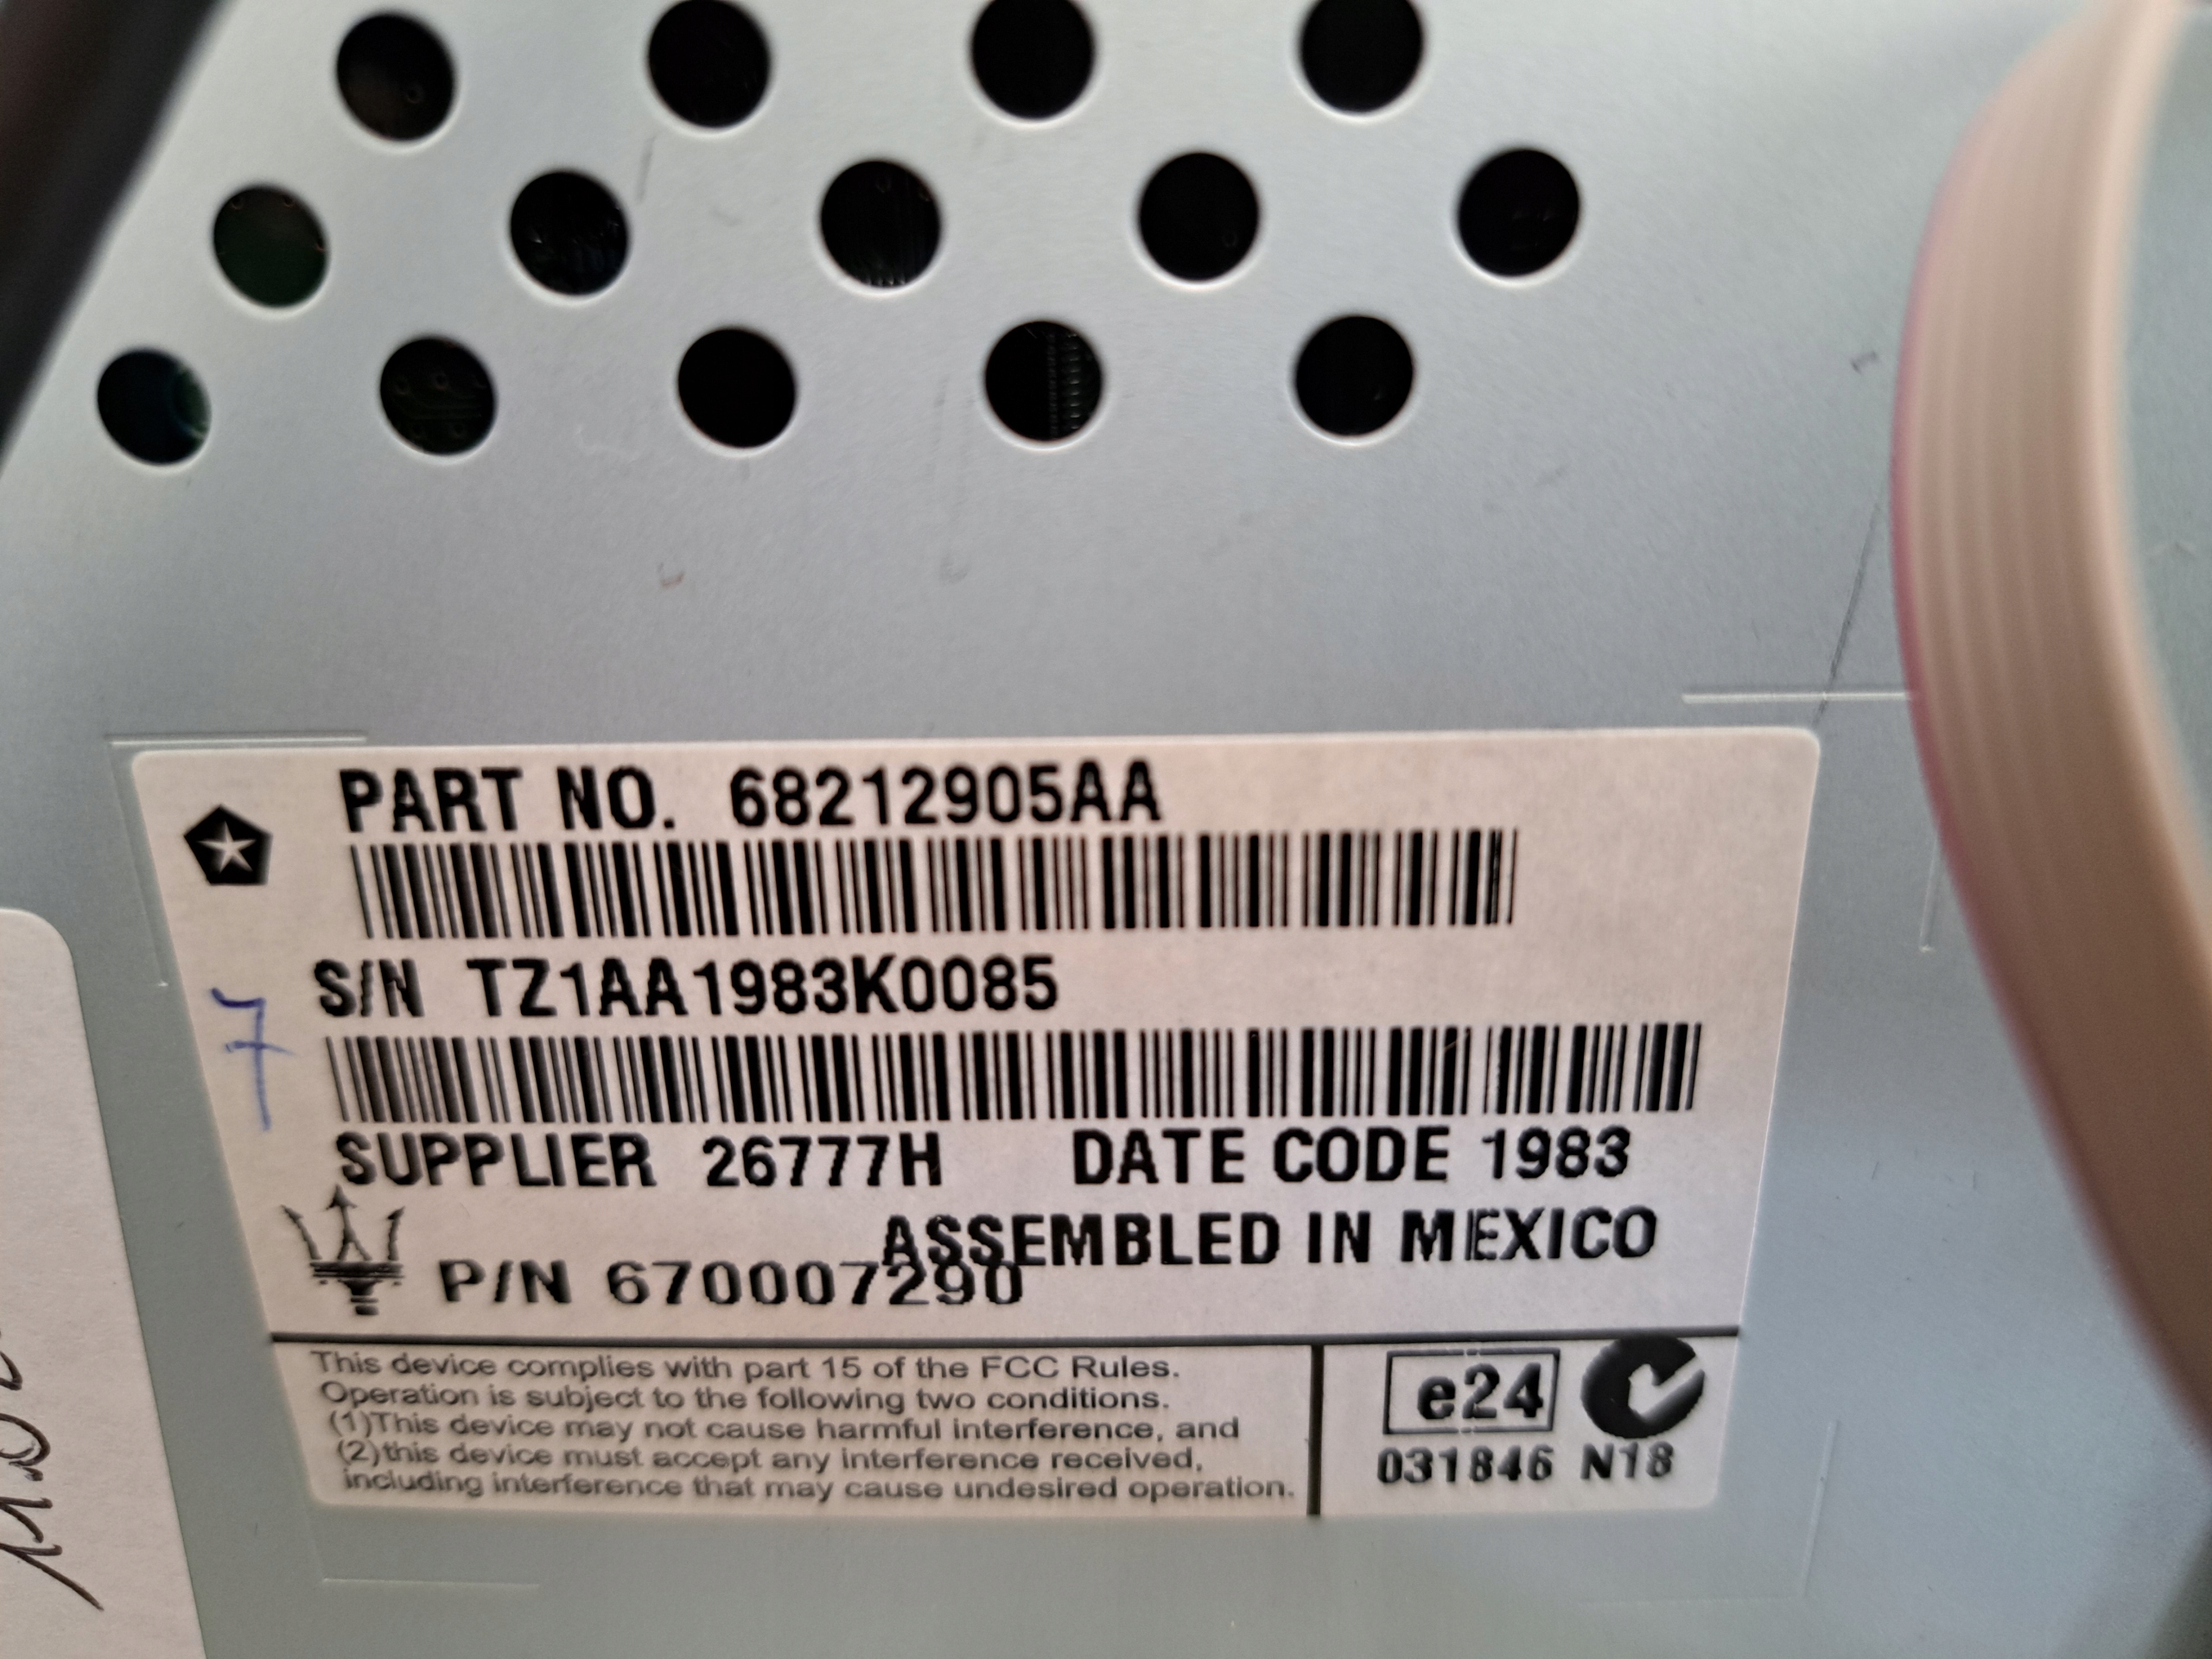 PART NO. 68212905AA
S/N TZ1AA1983K0085
7
SUPPLIER 26777H DATE CODE 1983
ASSEMBLED IN MEXICO
P/N 670007290
This device complies with part 15 of the FCC Rules.
Operation is subject to the following two conditions.
(1)This device may not cause harmful interference, and
(2)this device must accept any interference received,
including interference that may cause undesired operation.
e24
031846 N18